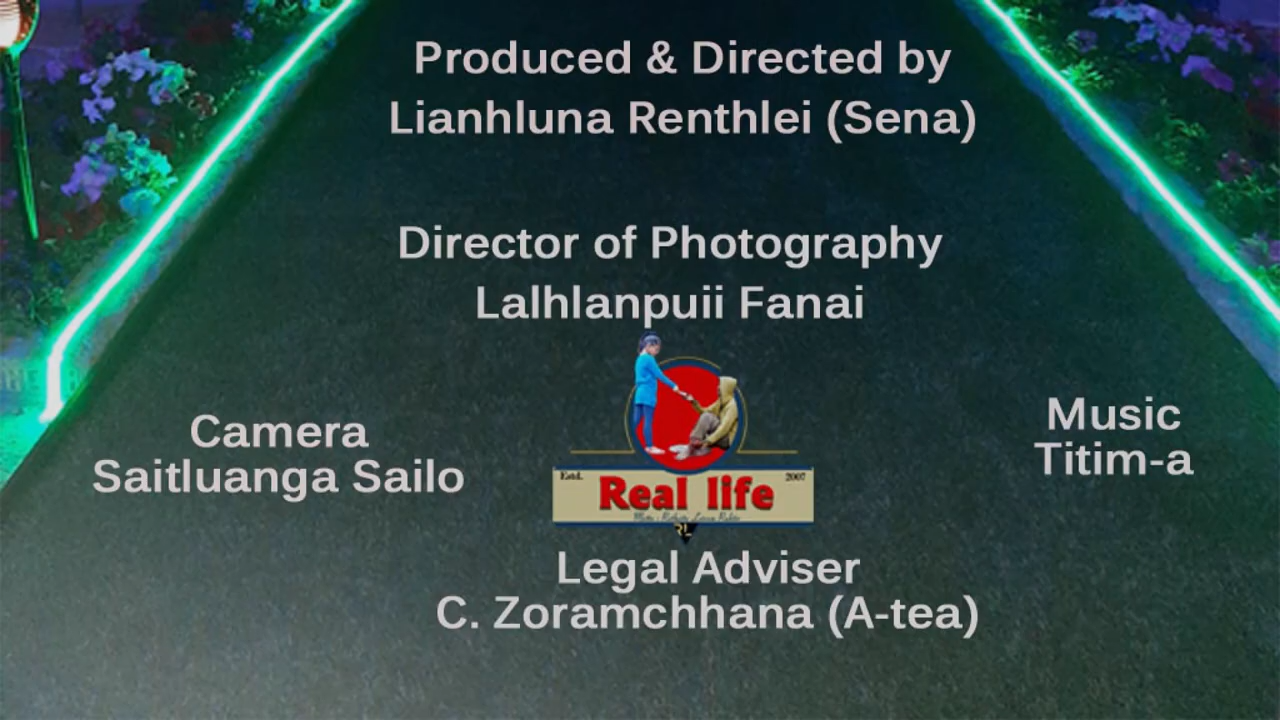 Produced & Directed by
Lianhluna Renthlei (Sena)
Director of Photography
Lalhlanpuii Fanai
Camera
Saitluanga Sailo
Music
Titim-a
Estd. 2007
Real life
RL
Legal Adviser
C. Zoramchhana (A-tea)